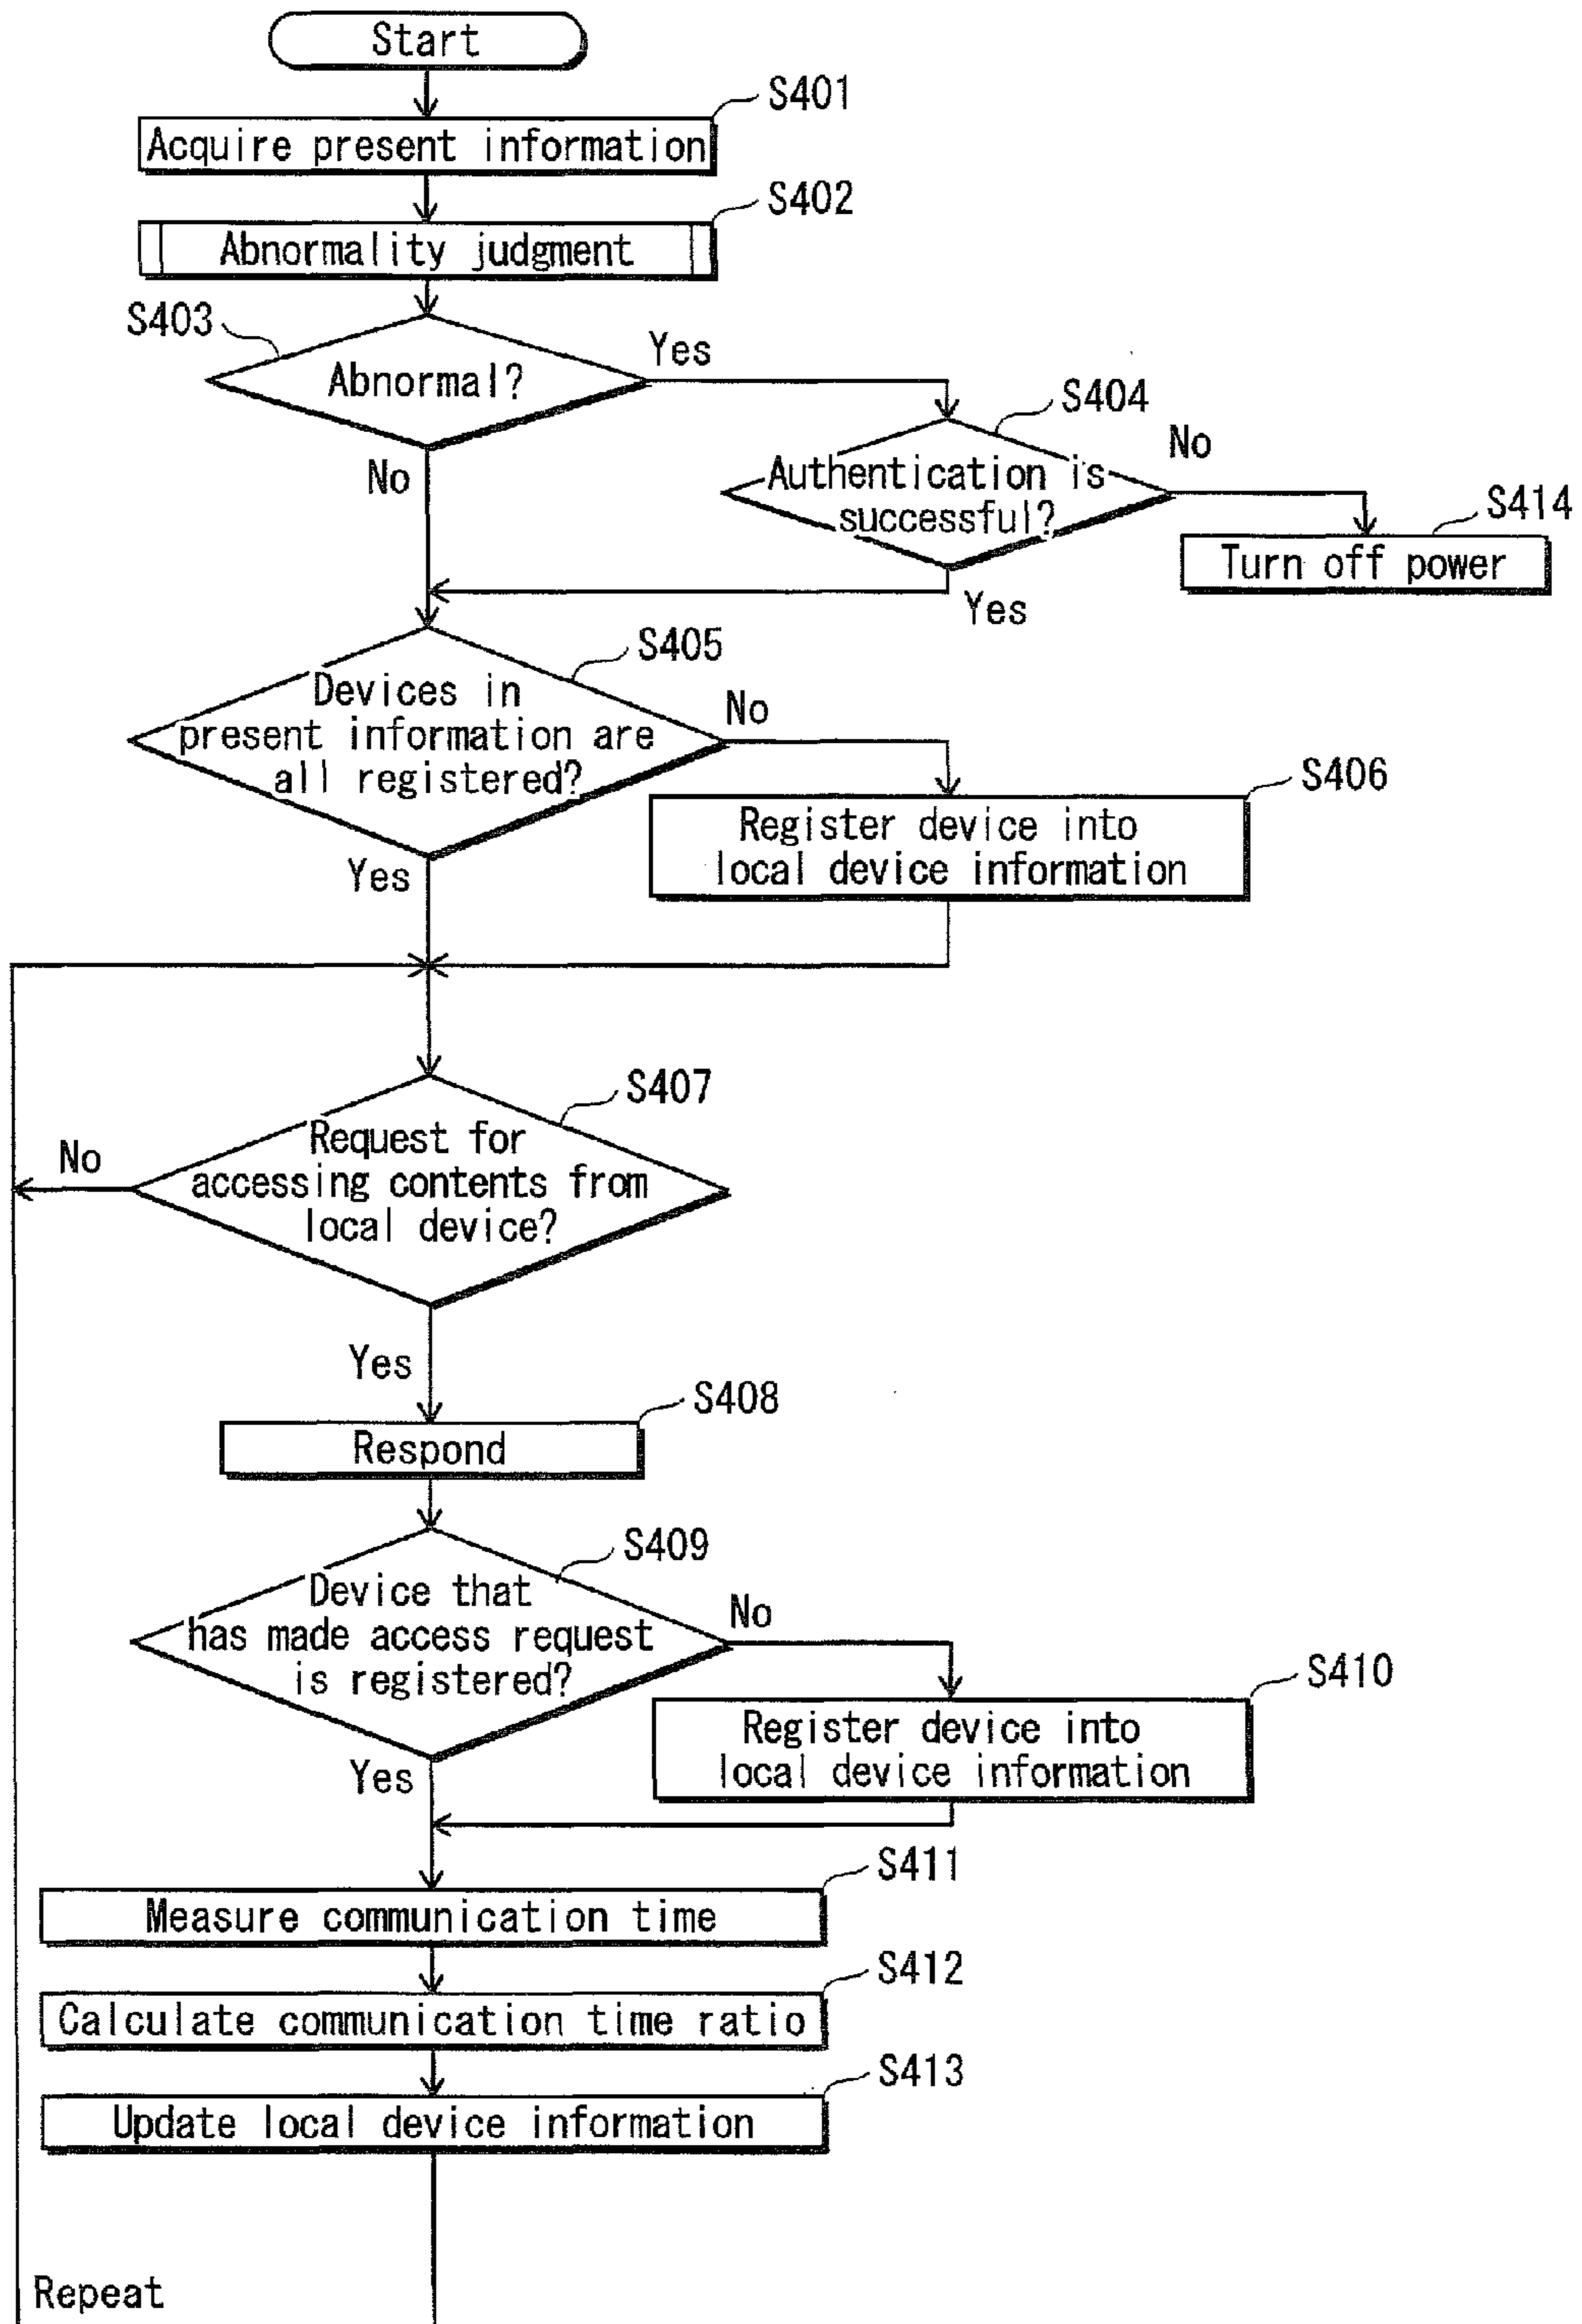 Start
S401
Acquire present information
S402
Abnormality judgment
S403
Abnormal?
Yes
No
S404
Authentication is
successful?
No
Yes
S414
Turn off power
S405
Devices in
present information are
all registered?
No
Yes
S406
Register device into
local device information
S407
Request for
accessing contents from
local device?
No
Yes
S408
Respond
S409
Device that
has made access request
is registered?
No
Yes
S410
Register device into
local device information
S411
Measure communication time
S412
Calculate communication time ratio
S413
Update local device information
Repeat